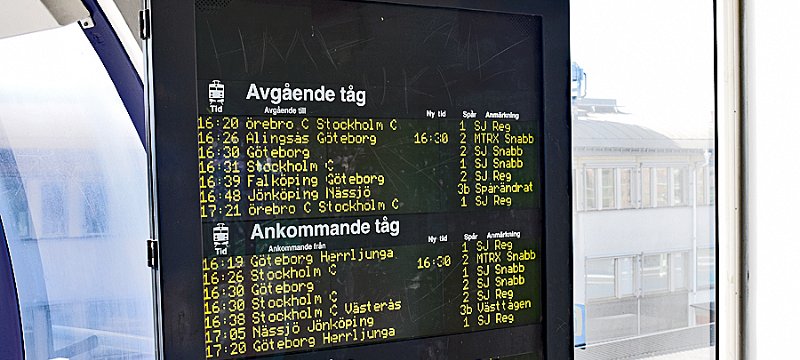 Avgående tåg
Tid Avgående till Ny tid Spår Anmärkning
16:20 örebro C Stockholm C 1 SJ Reg
16:26 Alingsås Göteborg 16:30 2 MTRX Snabb
16:30 Göteborg 2 SJ Snabb
16:31 Stockholm C 1 SJ Snabb
16:39 Falköping Göteborg 2 SJ Reg
16:48 Jönköping Nässjö 3b Spårändrat
17:21 örebro C Stockholm C 1 SJ Reg
Ankommande tåg
Tid Ankommande från Ny tid Spår Anmärkning
16:19 Göteborg Herrljunga 1 SJ Reg
16:26 Stockholm C 16:30 2 MTRX Snabb
16:30 Göteborg 1 SJ Snabb
16:30 Stockholm C 2 SJ Snabb
16:38 Stockholm C Västerås 2 SJ Reg
17:05 Nässjö Jönköping 3b Västtågen
17:20 Göteborg Herrljunga 1 SJ Reg